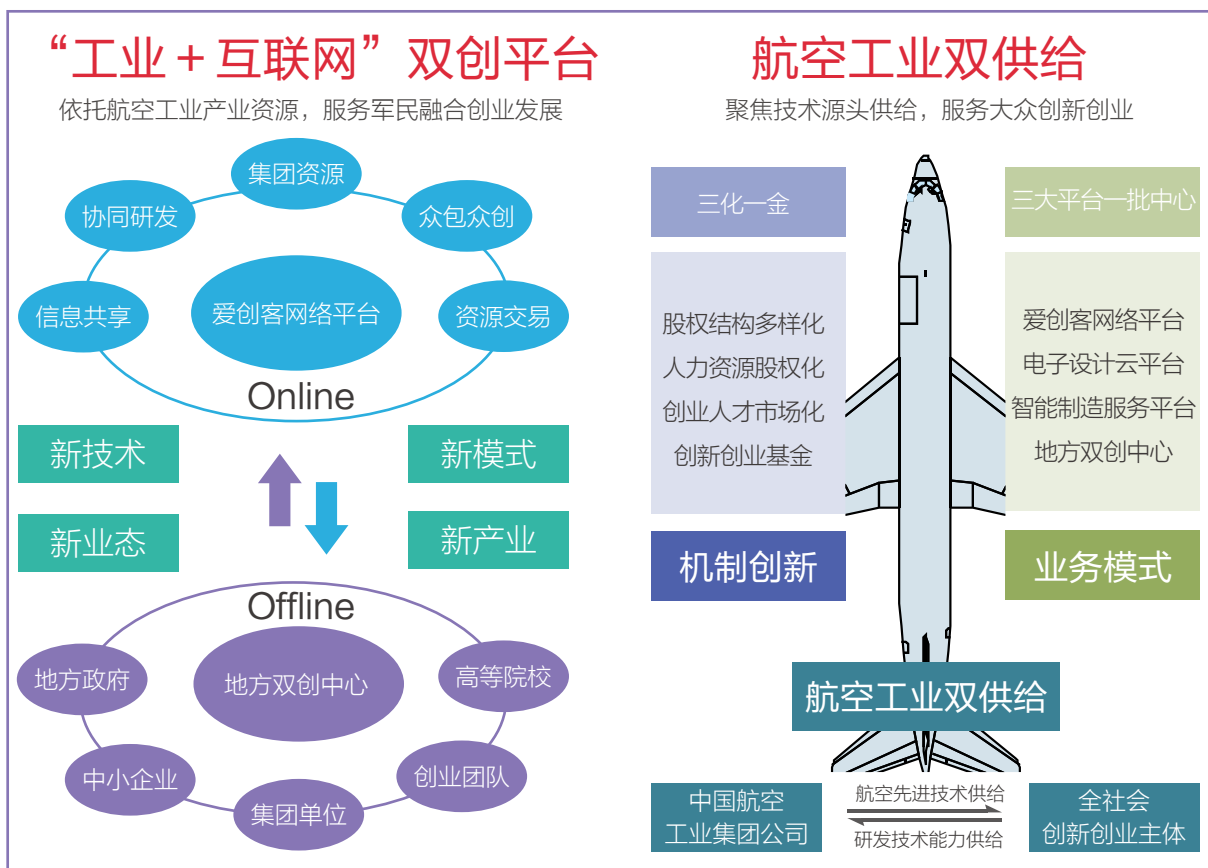 “工业＋互联网”双创平台
依托航空工业产业资源，服务军民融合创业发展
集团资源
协同研发
众包众创
信息共享
爱创客网络平台
资源交易
Online
新技术
新模式
新业态
新产业
Offline
地方政府
地方双创中心
高等院校
中小企业
创业团队
集团单位
航空工业双供给
聚焦技术源头供给，服务大众创新创业
三化一金
三大平台一批中心
股权结构多样化
人力资源股权化
创业人才市场化
创新创业基金
爱创客网络平台
电子设计云平台
智能制造服务平台
地方双创中心
机制创新
业务模式
航空工业双供给
中国航空
工业集团公司
航空先进技术供给
研发技术能力供给
全社会
创新创业主体